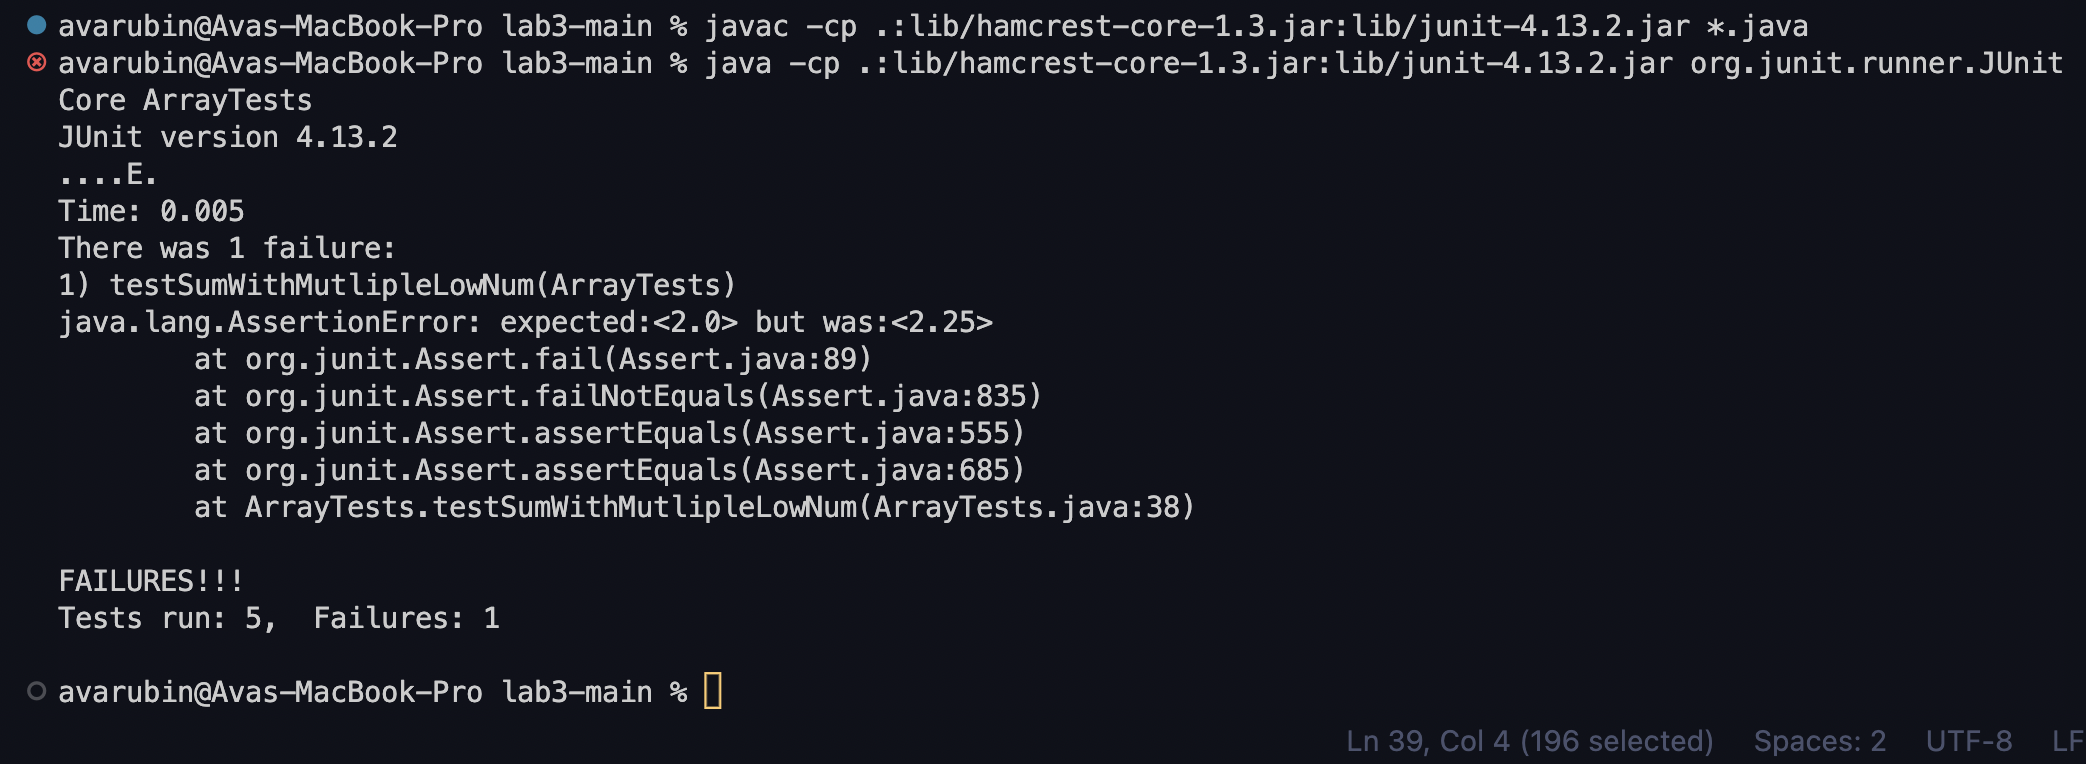 avarubin@Avas-MacBook-Pro lab3-main % javac -cp .:lib/hamcrest-core-1.3.jar:lib/junit-4.13.2.jar *.java
avarubin@Avas-MacBook-Pro lab3-main % java -cp .:lib/hamcrest-core-1.3.jar:lib/junit-4.13.2.jar org.junit.runner.JUnit
Core ArrayTests
JUnit version 4.13.2
....E.
Time: 0.005
There was 1 failure:
1) testSumWithMutlipleLowNum(ArrayTests)
java.lang.AssertionError: expected:<2.0> but was:<2.25>
        at org.junit.Assert.fail(Assert.java:89)
        at org.junit.Assert.failNotEquals(Assert.java:835)
        at org.junit.Assert.assertEquals(Assert.java:555)
        at org.junit.Assert.assertEquals(Assert.java:685)
        at ArrayTests.testSumWithMutlipleLowNum(ArrayTests.java:38)
FAILURES!!!
Tests run: 5,  Failures: 1
avarubin@Avas-MacBook-Pro lab3-main %
Ln 39, Col 4 (196 selected) Spaces: 2 UTF-8 LF